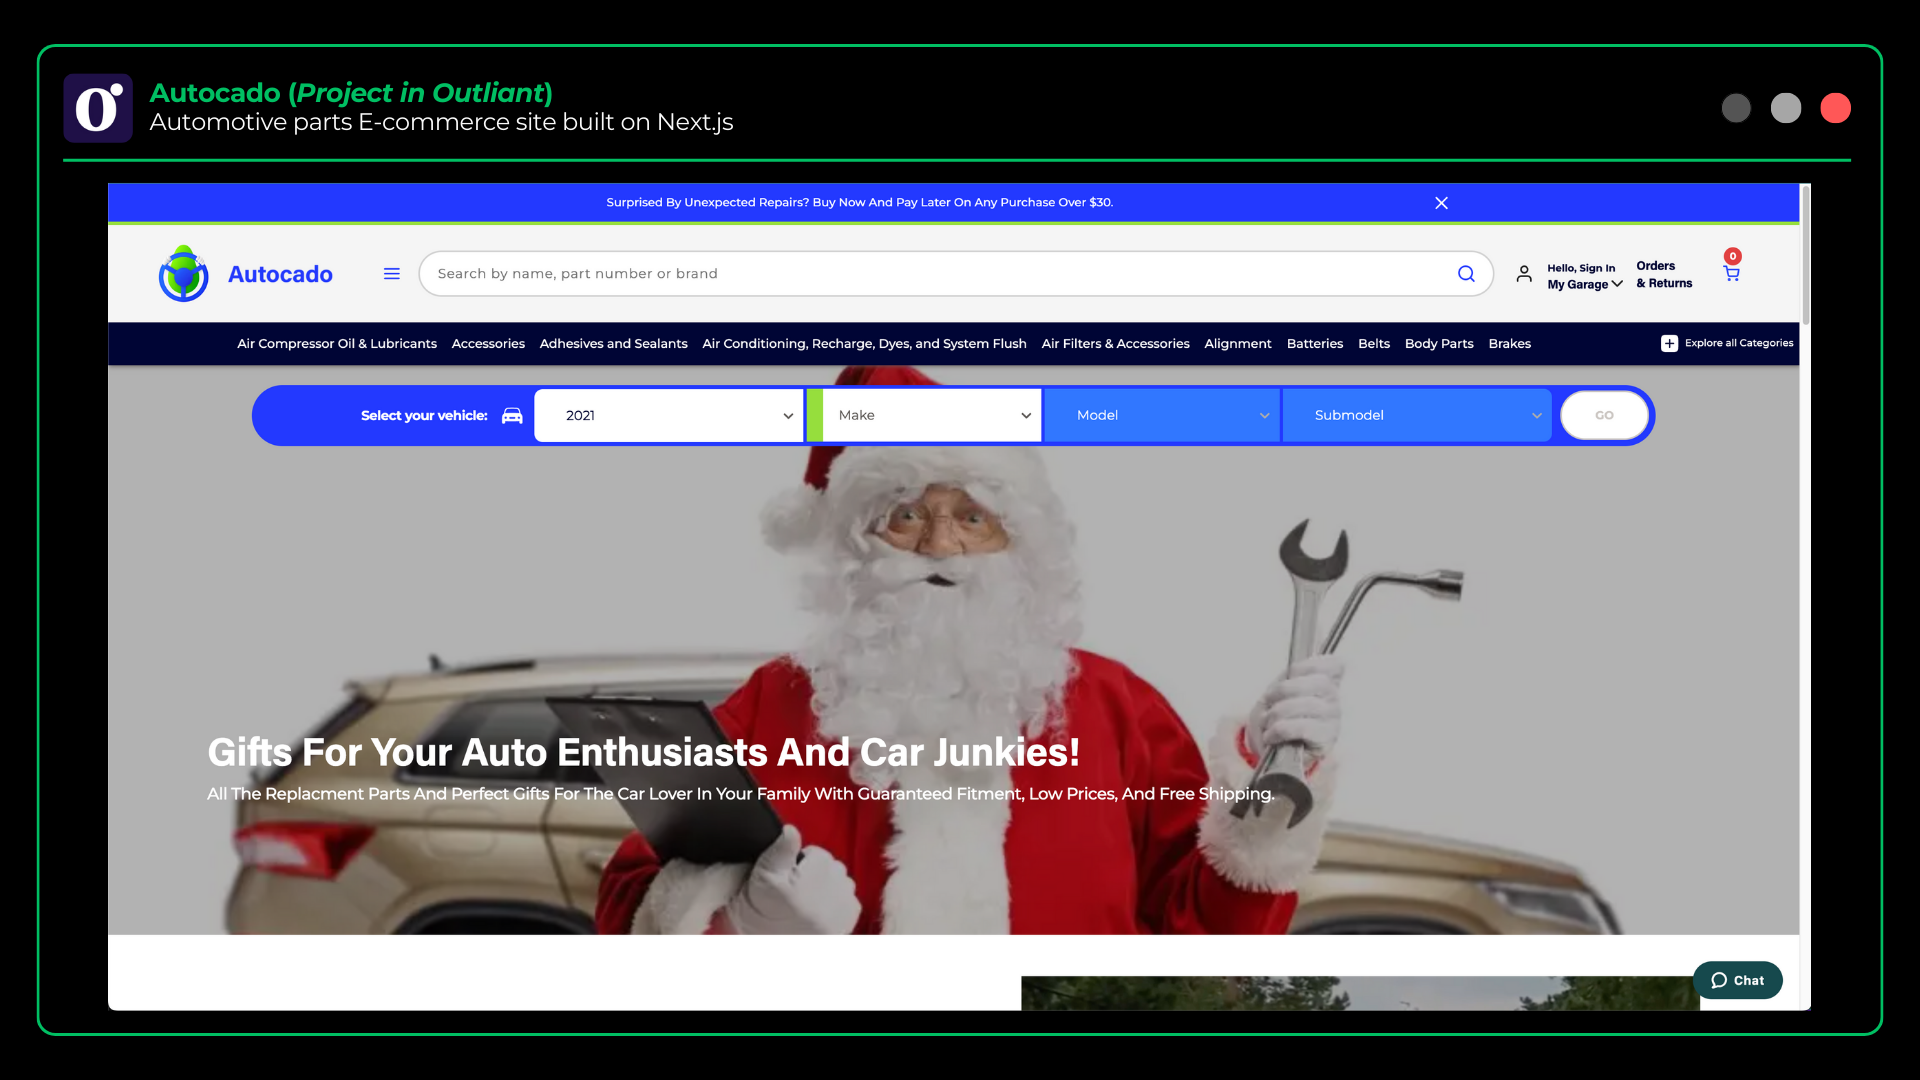 Autocado (Project in Outliant)
Automotive parts E-commerce site built on Next.js
Surprised By Unexpected Repairs? Buy Now And Pay Later On Any Purchase Over $30.
Autocado
Search by name, part number or brand
Hello, Sign In
My Garage
Orders
& Returns
0
Air Compressor Oil & Lubricants Accessories Adhesives and Sealants Air Conditioning, Recharge, Dyes, and System Flush Air Filters & Accessories Alignment Batteries Belts Body Parts Brakes Explore all Categories
Select your vehicle: 2021 Make Model Submodel GO
Gifts For Your Auto Enthusiasts And Car Junkies!
All The Replacment Parts And Perfect Gifts For The Car Lover In Your Family With Guaranteed Fitment, Low Prices, And Free Shipping.
Chat